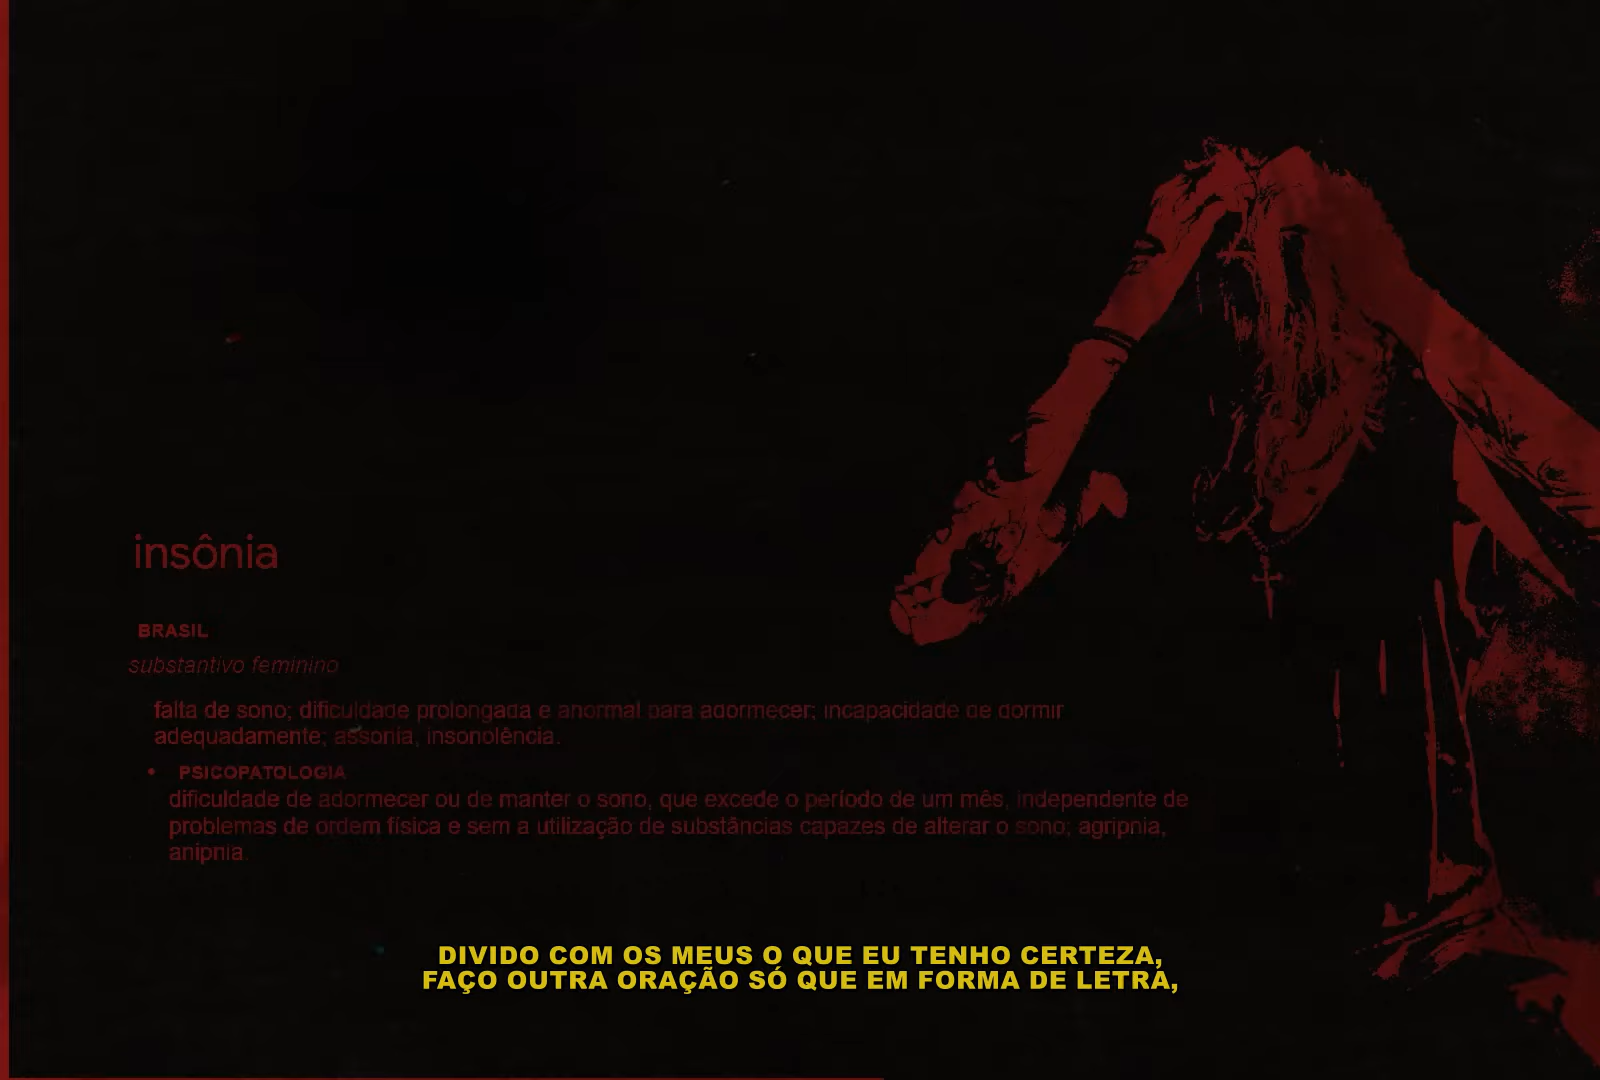 insônia
BRASIL
substantivo feminino
falta de sono; dificuldade prolongada e anormal para adormecer; incapacidade de dormir
adequadamente; assonia, insonolência.
• PSICOPATOLOGIA
dificuldade de adormecer ou de manter o sono, que excede o período de um mês, independente de
problemas de ordem física e sem a utilização de substâncias capazes de alterar o sono; agripnia,
anipnia.
DIVIDO COM OS MEUS O QUE EU TENHO CERTEZA,
FAÇO OUTRA ORAÇÃO SÓ QUE EM FORMA DE LETRA,